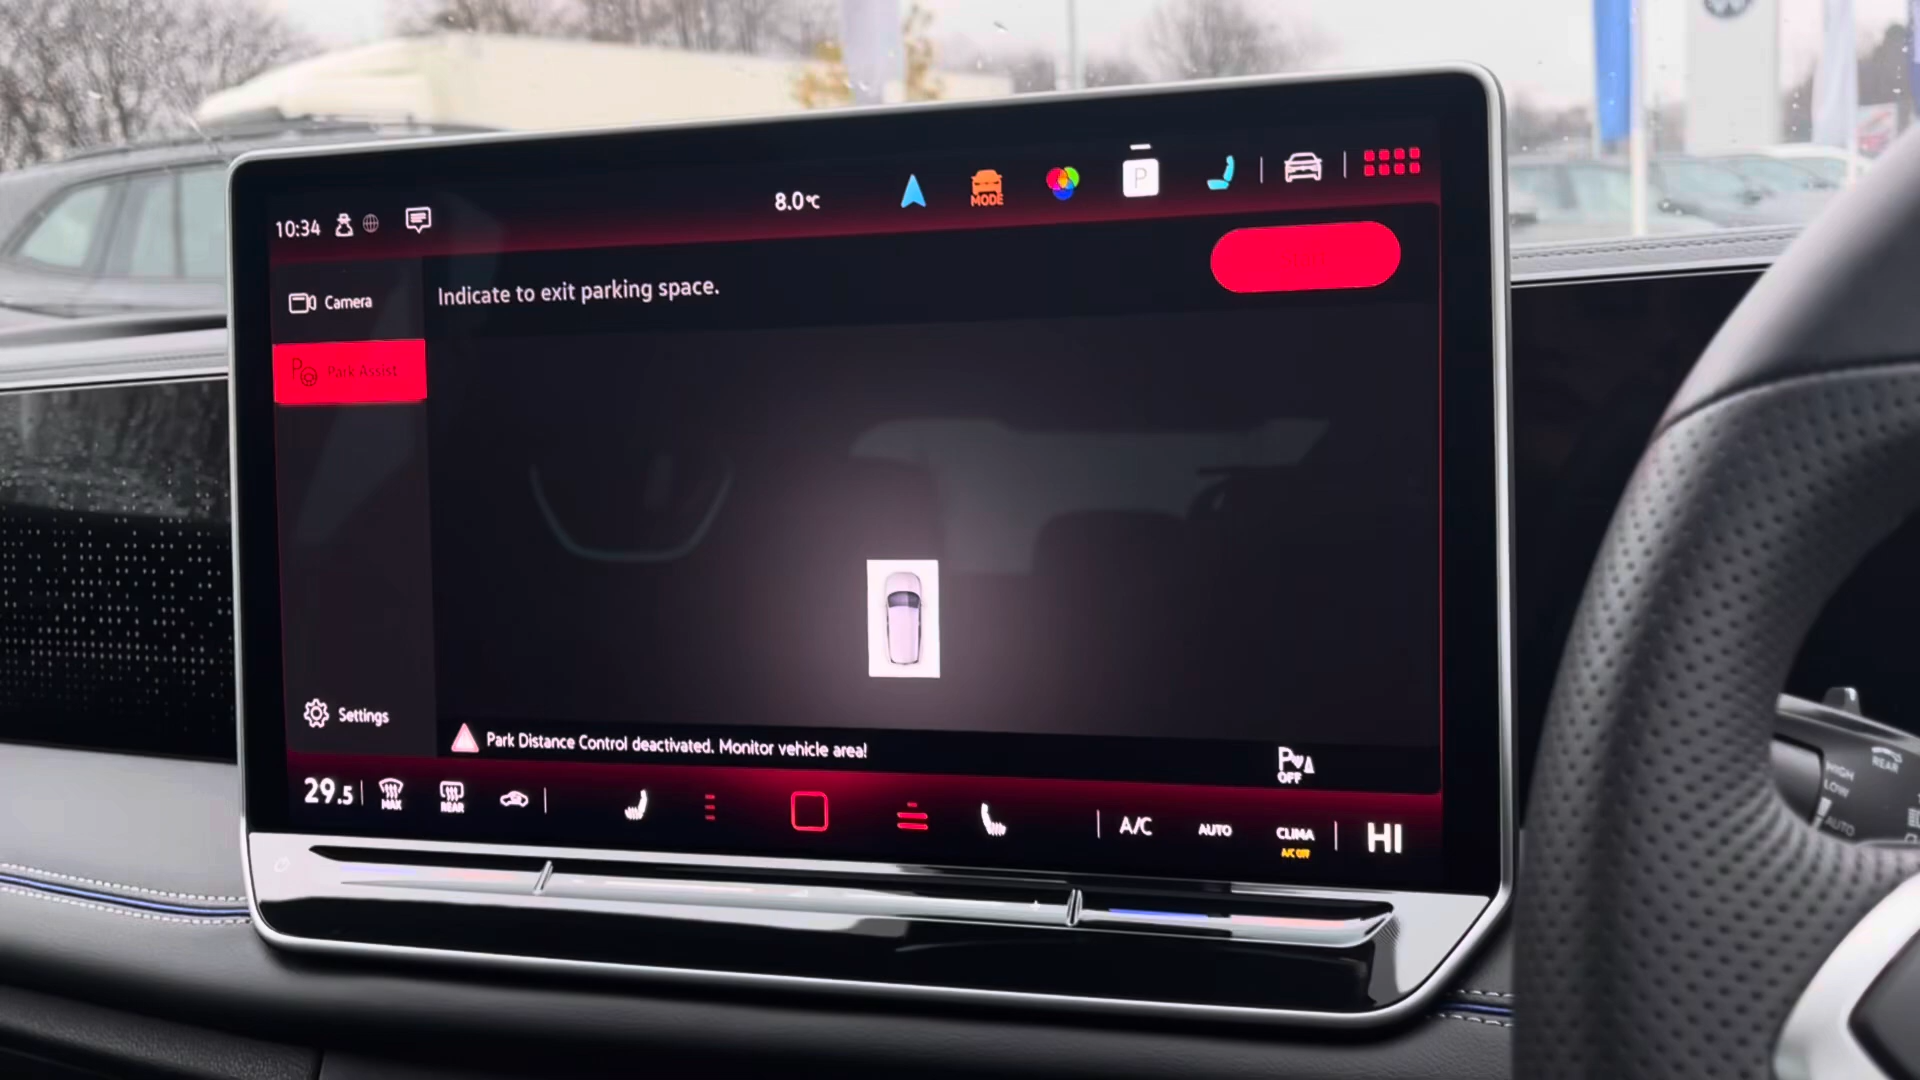 8.0°C
MODE
P
10:34
Camera
Indicate to exit parking space.
Park Assist
Settings
Park Distance Control deactivated. Monitor vehicle area!
P
OFF
29.5
MAX
REAR
A/C
AUTO
CLIMA
A/C OFF
HI
REAR
HIGH
LOW
AUTO